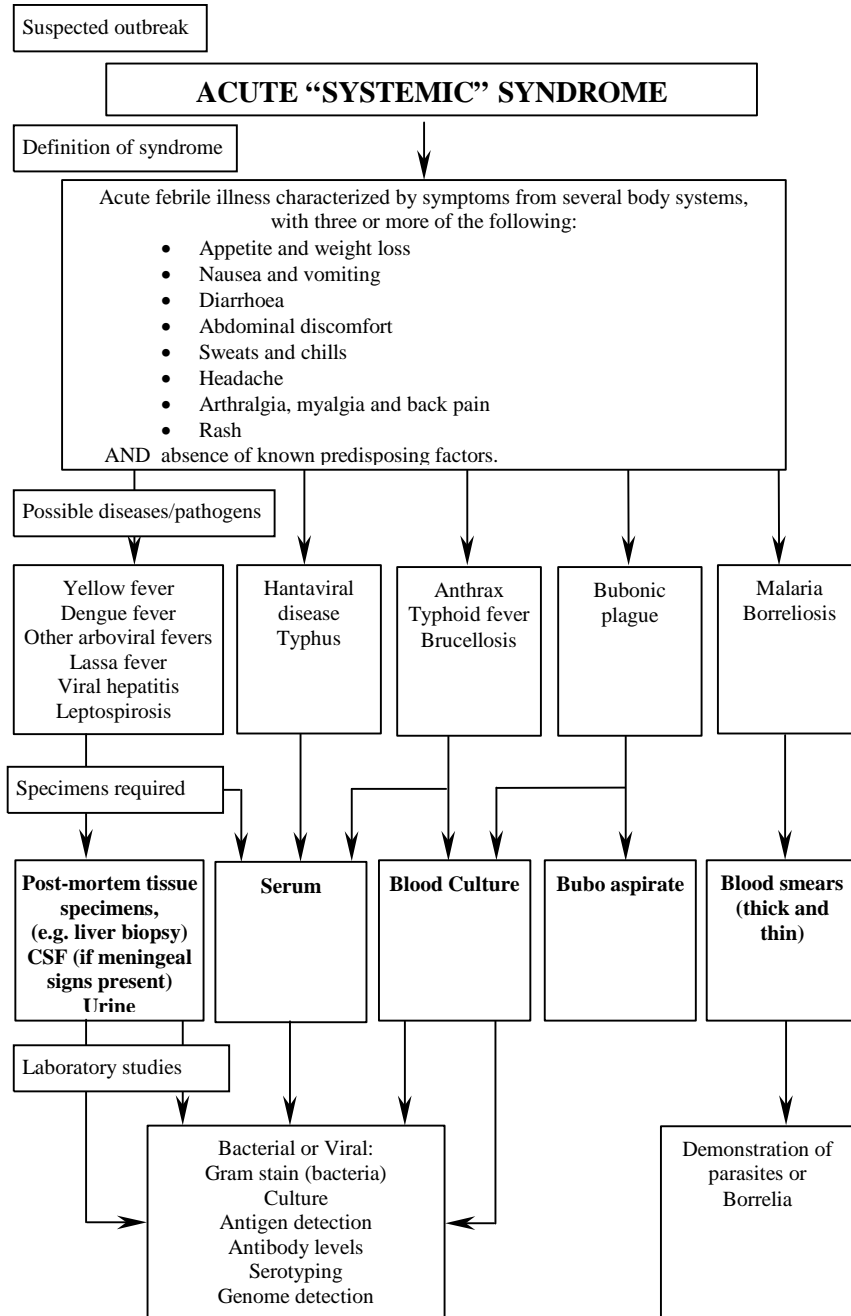 Suspected outbreak
ACUTE “SYSTEMIC” SYNDROME
Definition of syndrome
Acute febrile illness characterized by symptoms from several body systems,
with three or more of the following:
• Appetite and weight loss
• Nausea and vomiting
• Diarrhoea
• Abdominal discomfort
• Sweats and chills
• Headache
• Arthralgia, myalgia and back pain
• Rash
AND absence of known predisposing factors.
Possible diseases/pathogens
Yellow fever
Dengue fever
Other arboviral fevers
Lassa fever
Viral hepatitis
Leptospirosis
Hantaviral
disease
Typhus
Anthrax
Typhoid fever
Brucellosis
Bubonic
plague
Malaria
Borreliosis
Specimens required
Post-mortem tissue
specimens,
(e.g. liver biopsy)
CSF (if meningeal
signs present)
Urine
Serum
Blood Culture
Bubo aspirate
Blood smears
(thick and
thin)
Laboratory studies
Bacterial or Viral:
Gram stain (bacteria)
Culture
Antigen detection
Antibody levels
Serotyping
Genome detection
Demonstration of
parasites or
Borrelia